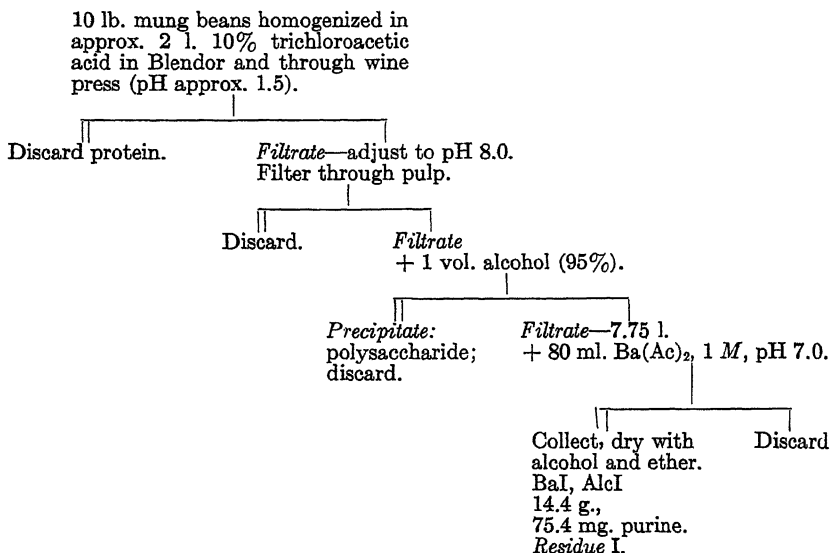 10 lb. mung beans homogenized in
approx. 2 l. 10% trichloroacetic
acid in Blendor and through wine
press (pH approx. 1.5).
Discard protein.
Filtrate—adjust to pH 8.0.
Filter through pulp.
Discard.
Filtrate
+ 1 vol. alcohol (95%).
Precipitate:
polysaccharide;
discard.
Filtrate—7.75 l.
+ 80 ml. Ba(Ac)₂, 1 M, pH 7.0.
Collect, dry with
alcohol and ether.
BaI, AlcI
14.4 g.,
75.4 mg. purine.
Residue I.
Discard